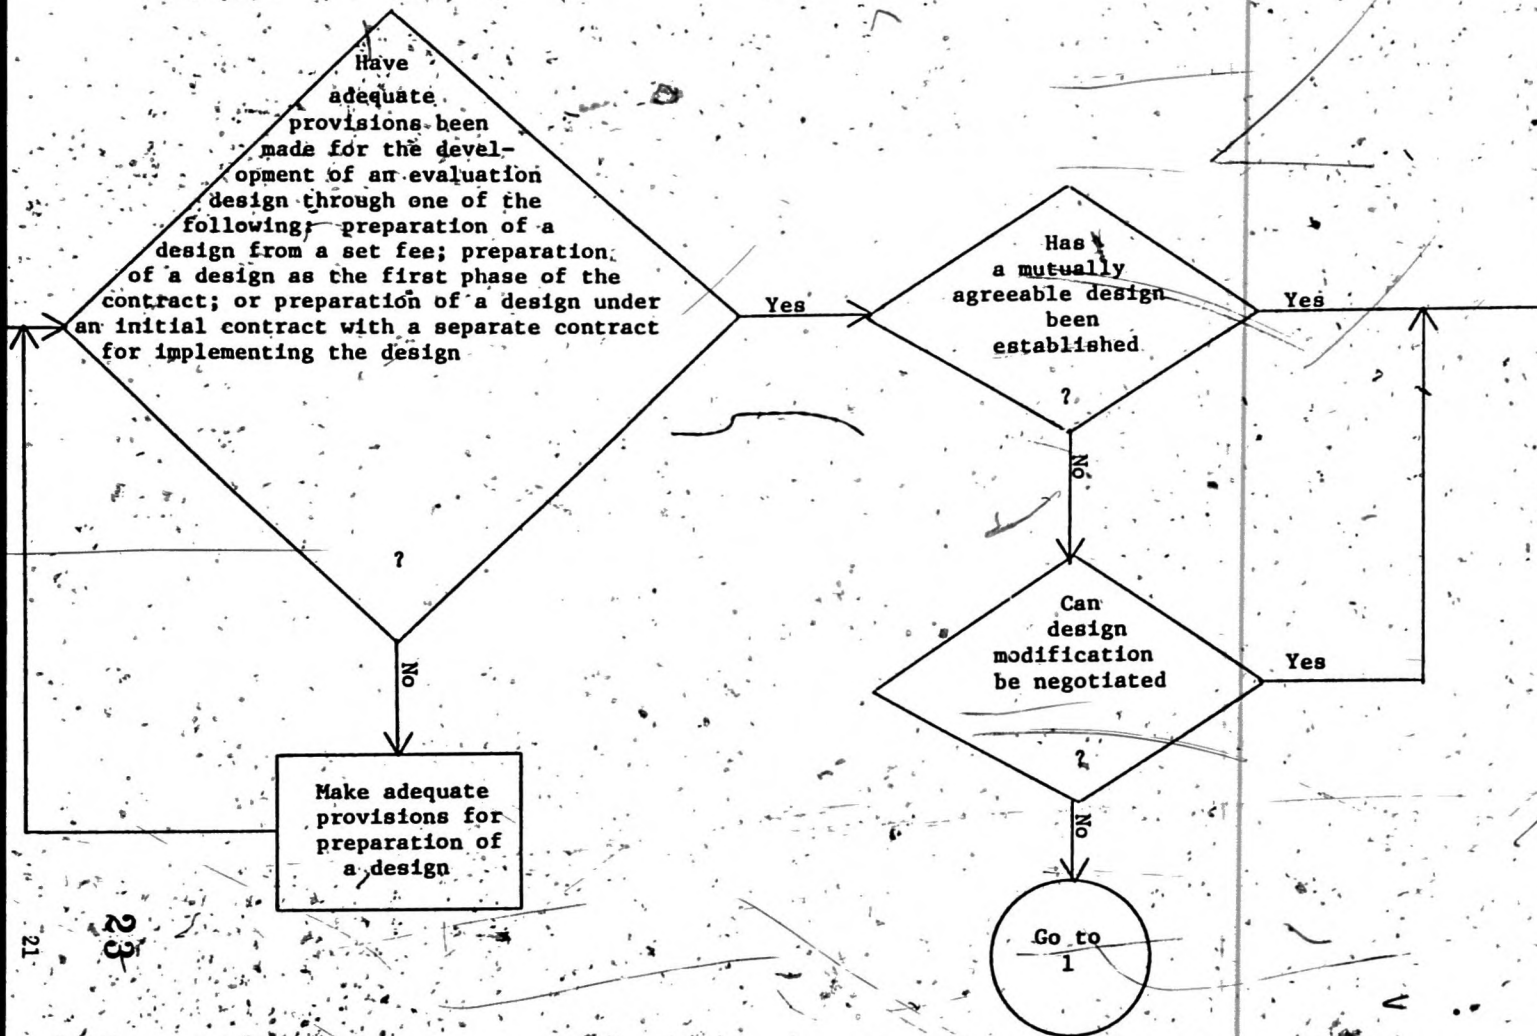 Have
adequate
provisions been
made for the devel-
opment of an evaluation
design through one of the
following; preparation of a
design from a set fee; preparation
of a design as the first phase of the
contract; or preparation of a design under
an initial contract with a separate contract
for implementing the design
?
Yes
No
Make adequate
provisions for
preparation of
a design
Has
a mutually
agreeable design
been
established
?
Yes
No
Can
design
modification
be negotiated
?
Yes
No
Go to
1
21
23